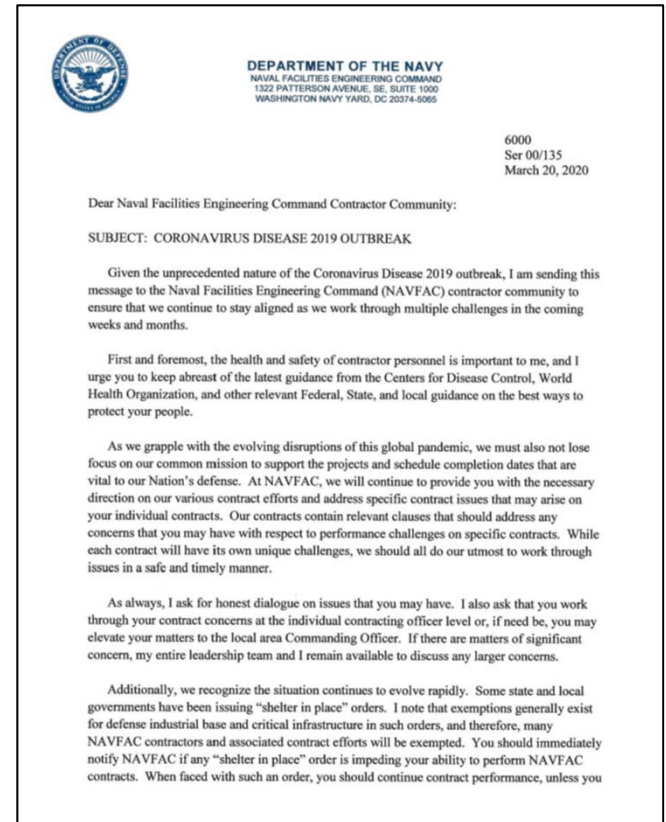 DEPARTMENT OF DEFENSE
UNITED STATES OF AMERICA
DEPARTMENT OF THE NAVY
NAVAL FACILITIES ENGINEERING COMMAND
1322 PATTERSON AVENUE, SE, SUITE 1000
WASHINGTON NAVY YARD, DC 20374-5065
6000
Ser 00/135
March 20, 2020
Dear Naval Facilities Engineering Command Contractor Community:
SUBJECT: CORONAVIRUS DISEASE 2019 OUTBREAK
Given the unprecedented nature of the Coronavirus Disease 2019 outbreak, I am sending this
message to the Naval Facilities Engineering Command (NAVFAC) contractor community to
ensure that we continue to stay aligned as we work through multiple challenges in the coming
weeks and months.
First and foremost, the health and safety of contractor personnel is important to me, and I
urge you to keep abreast of the latest guidance from the Centers for Disease Control, World
Health Organization, and other relevant Federal, State, and local guidance on the best ways to
protect your people.
As we grapple with the evolving disruptions of this global pandemic, we must also not lose
focus on our common mission to support the projects and schedule completion dates that are
vital to our Nation's defense. At NAVFAC, we will continue to provide you with the necessary
direction on our various contract efforts and address specific contract issues that may arise on
your individual contracts. Our contracts contain relevant clauses that should address any
concerns that you may have with respect to performance challenges on specific contracts. While
each contract will have its own unique challenges, we should all do our utmost to work through
issues in a safe and timely manner.
As always, I ask for honest dialogue on issues that you may have. I also ask that you work
through your contract concerns at the individual contracting officer level or, if need be, you may
elevate your matters to the local area Commanding Officer. If there are matters of significant
concern, my entire leadership team and I remain available to discuss any larger concerns.
Additionally, we recognize the situation continues to evolve rapidly. Some state and local
governments have been issuing “shelter in place” orders. I note that exemptions generally exist
for defense industrial base and critical infrastructure in such orders, and therefore, many
NAVFAC contractors and associated contract efforts will be exempted. You should immediately
notify NAVFAC if any “shelter in place” order is impeding your ability to perform NAVFAC
contracts. When faced with such an order, you should continue contract performance, unless you